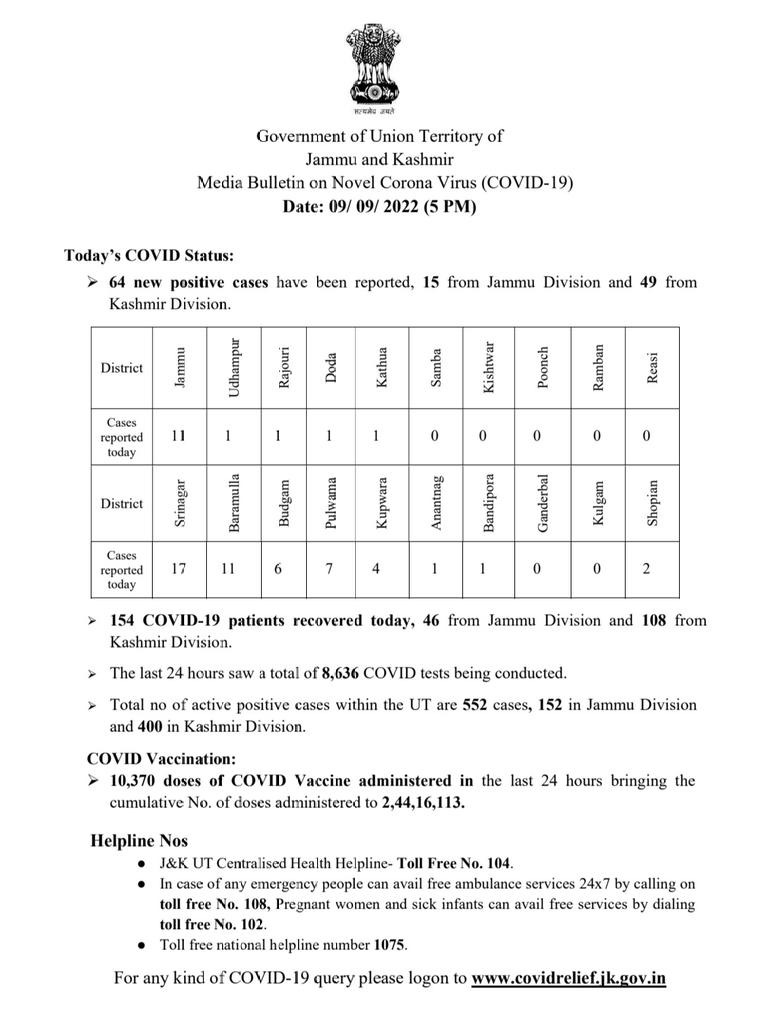 सत्यमेव जयते
Government of Union Territory of
Jammu and Kashmir
Media Bulletin on Novel Corona Virus (COVID-19)
Date: 09/ 09/ 2022 (5 PM)
Today's COVID Status:
➢ 64 new positive cases have been reported, 15 from Jammu Division and 49 from
Kashmir Division.
District Jammu Udhampur Rajouri Doda Kathua Samba Kishtwar Poonch Ramban Reasi
Cases reported today 11 1 1 1 1 0 0 0 0 0
District Srinagar Baramulla Budgam Pulwama Kupwara Anantnag Bandipora Ganderbal Kulgam Shopian
Cases reported today 17 11 6 7 4 1 1 0 0 2
➢ 154 COVID-19 patients recovered today, 46 from Jammu Division and 108 from
Kashmir Division.
➢ The last 24 hours saw a total of 8,636 COVID tests being conducted.
➢ Total no of active positive cases within the UT are 552 cases, 152 in Jammu Division
and 400 in Kashmir Division.
COVID Vaccination:
➢ 10,370 doses of COVID Vaccine administered in the last 24 hours bringing the
cumulative No. of doses administered to 2,44,16,113.
Helpline Nos
● J&K UT Centralised Health Helpline- Toll Free No. 104.
● In case of any emergency people can avail free ambulance services 24x7 by calling on
toll free No. 108, Pregnant women and sick infants can avail free services by dialing
toll free No. 102.
● Toll free national helpline number 1075.
For any kind of COVID-19 query please logon to www.covidrelief.jk.gov.in